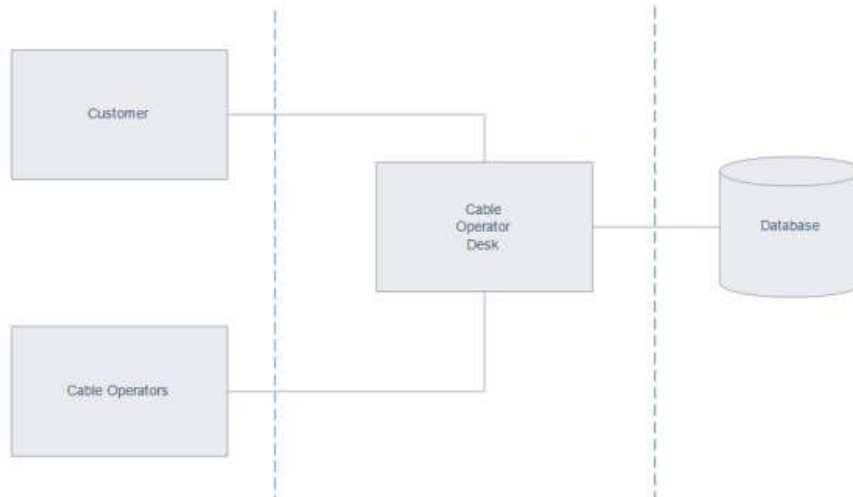 Customer
Cable
Operator
Desk
Database
Cable Operators